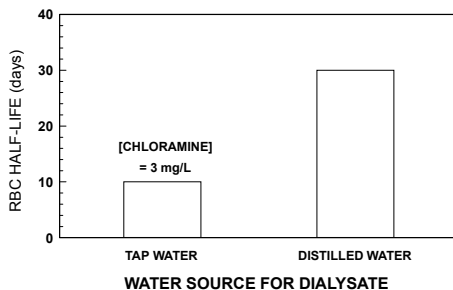 RBC HALF-LIFE (days)
40
30
20
10
0
[CHLORAMINE]
= 3 mg/L
TAP WATER
DISTILLED WATER
WATER SOURCE FOR DIALYSATE